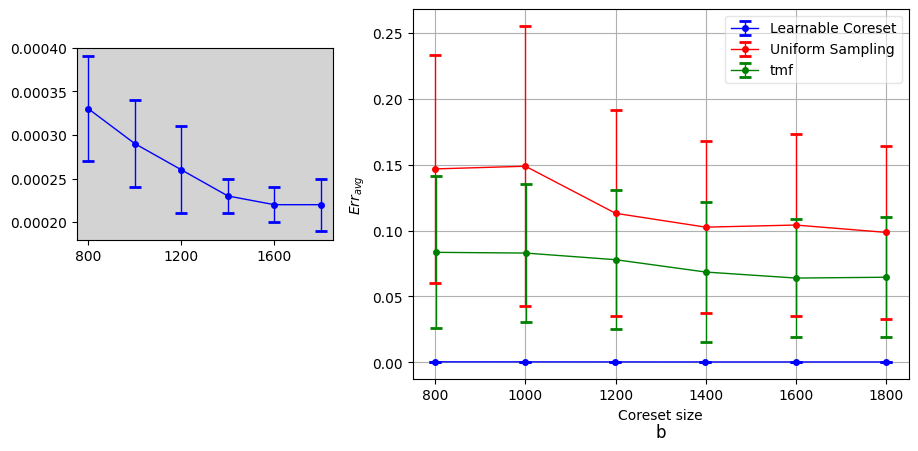 0.00040
0.00035
0.00030
0.00025
0.00020
800 1200 1600
Err_avg
0.25
0.20
0.15
0.10
0.05
0.00
Learnable Coreset
Uniform Sampling
tmf
800 1000 1200 1400 1600 1800
Coreset size
b